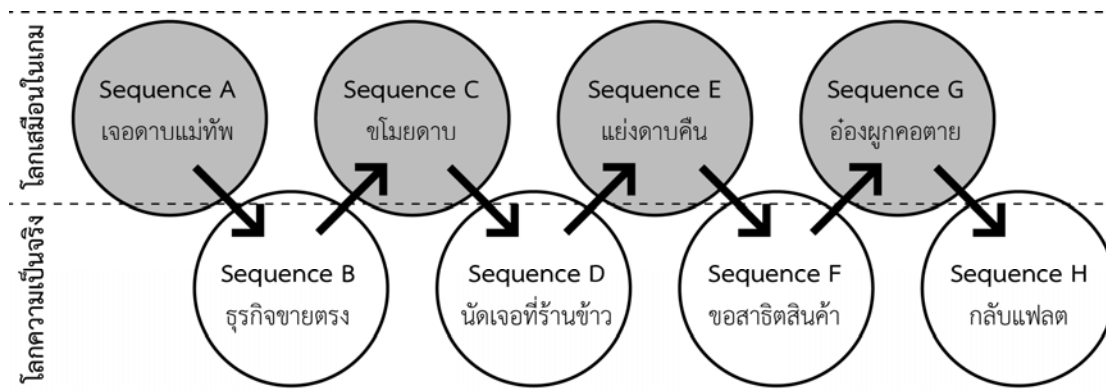 โลกเสมือนในเกม
Sequence A
เจอดาบแม่ทัพ
Sequence C
ขโมยดาบ
Sequence E
แย่งดาบคืน
Sequence G
อ๋องผูกคอตาย
โลกความเป็นจริง
Sequence B
ธุรกิจขายตรง
Sequence D
นัดเจอที่ร้านข้าว
Sequence F
ขอสาธิตสินค้า
Sequence H
กลับแฟลต